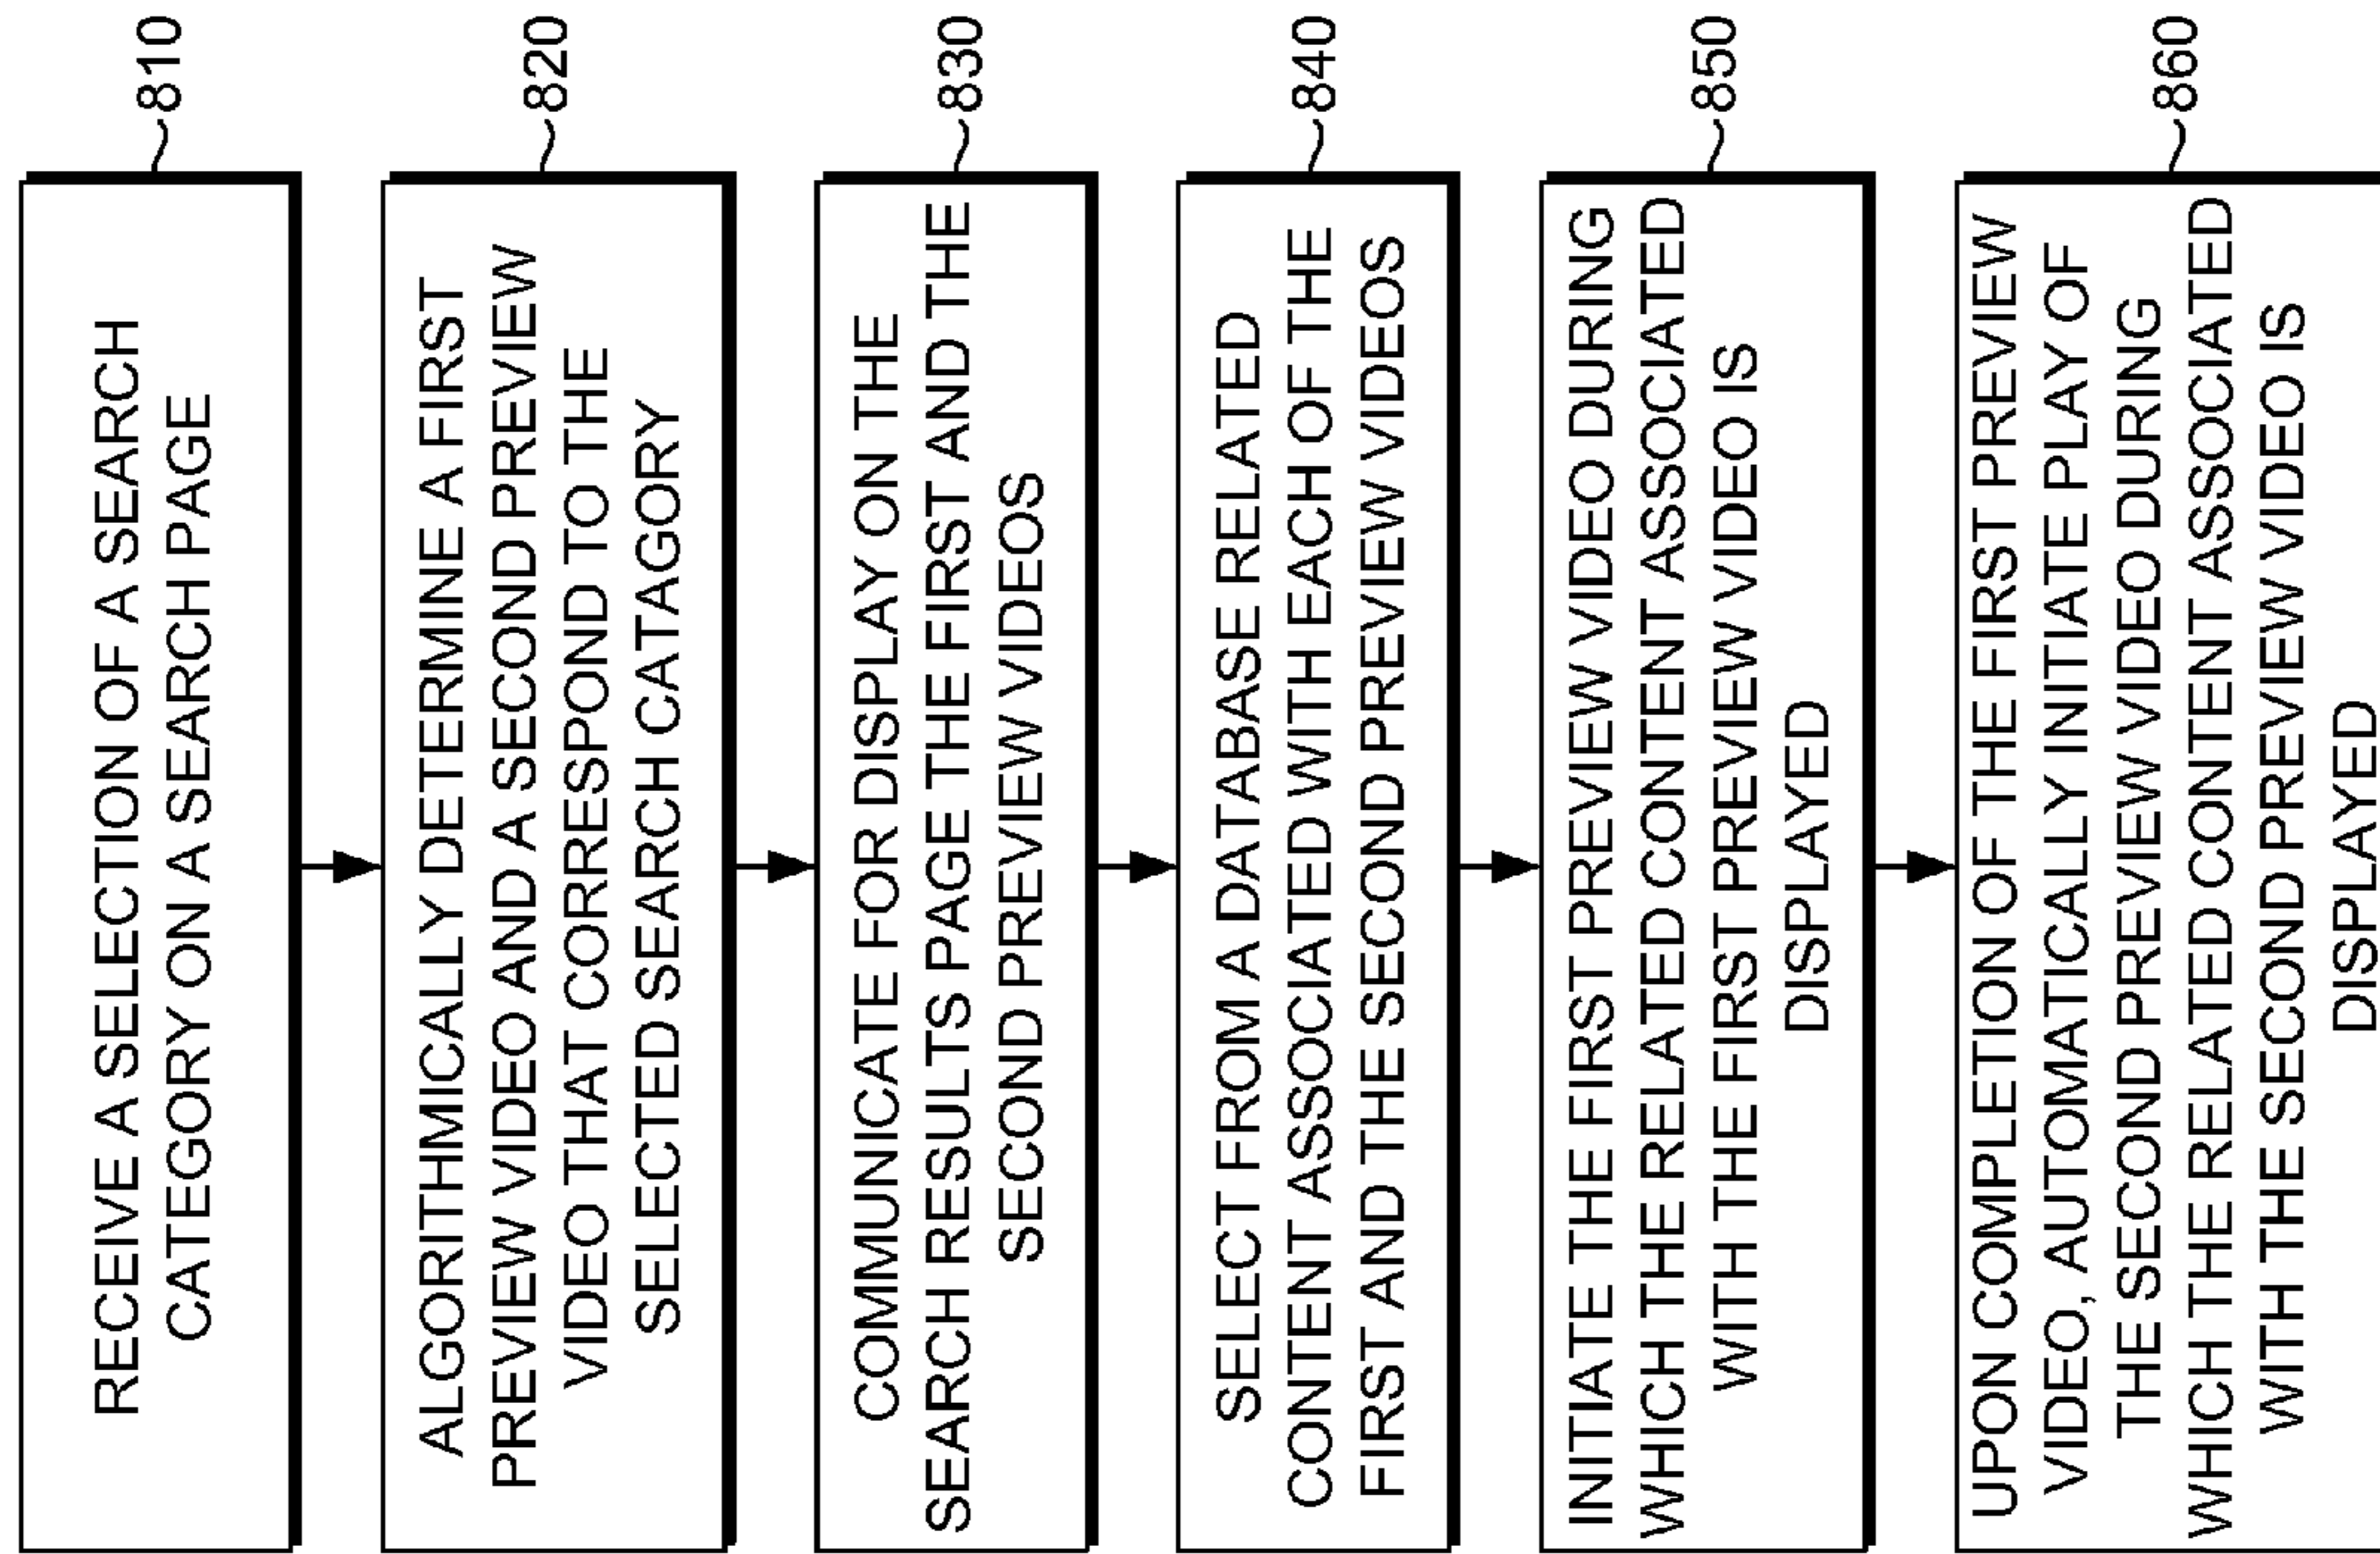 RECEIVE A SELECTION OF A SEARCH
CATEGORY ON A SEARCH PAGE
810
ALGORITHMICALLY DETERMINE A FIRST
PREVIEW VIDEO AND A SECOND PREVIEW
VIDEO THAT CORRESPOND TO THE
SELECTED SEARCH CATAGORY
820
COMMUNICATE FOR DISPLAY ON THE
SEARCH RESULTS PAGE THE FIRST AND THE
SECOND PREVIEW VIDEOS
830
SELECT FROM A DATABASE RELATED
CONTENT ASSOCIATED WITH EACH OF THE
FIRST AND THE SECOND PREVIEW VIDEOS
840
INITIATE THE FIRST PREVIEW VIDEO DURING
WHICH THE RELATED CONTENT ASSOCIATED
WITH THE FIRST PREVIEW VIDEO IS
DISPLAYED
850
UPON COMPLETION OF THE FIRST PREVIEW
VIDEO, AUTOMATICALLY INITIATE PLAY OF
THE SECOND PREVIEW VIDEO DURING
WHICH THE RELATED CONTENT ASSOCIATED
WITH THE SECOND PREVIEW VIDEO IS
DISPLAYED
860